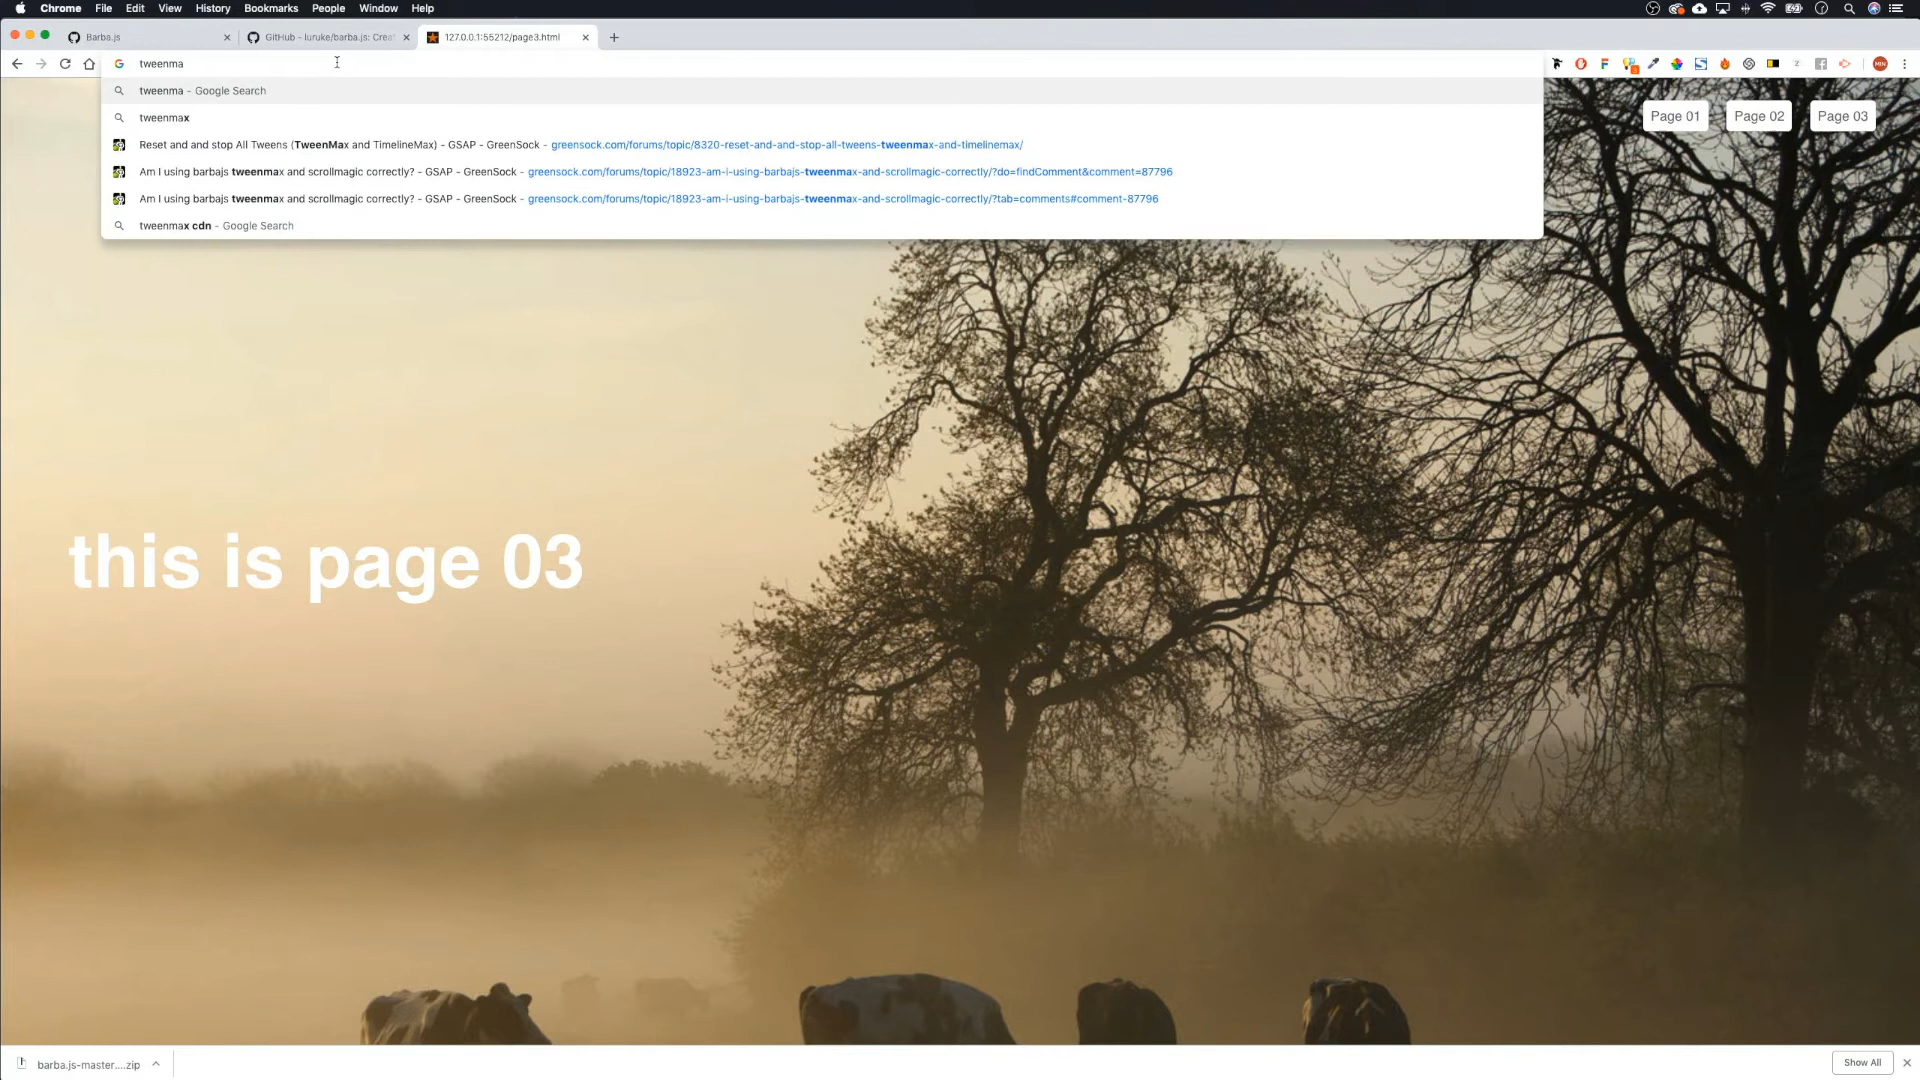 Chrome File Edit View History Bookmarks People Window Help
Barba.js
GitHub - luruke/barba.js: Crea
127.0.0.1:55212/page3.html
tweenma
tweenma - Google Search
tweenmax
Reset and and stop All Tweens (TweenMax and TimelineMax) - GSAP - GreenSock - greensock.com/forums/topic/8320-reset-and-and-stop-all-tweens-tweenmax-and-timelinemax/
Am I using barbajs tweenmax and scrollmagic correctly? - GSAP - GreenSock - greensock.com/forums/topic/18923-am-i-using-barbajs-tweenmax-and-scrollmagic-correctly/?do=findComment&comment=87796
Am I using barbajs tweenmax and scrollmagic correctly? - GSAP - GreenSock - greensock.com/forums/topic/18923-am-i-using-barbajs-tweenmax-and-scrollmagic-correctly/?tab=comments#comment-87796
tweenmax cdn - Google Search
Page 01 Page 02 Page 03
this is page 03
barba.js-master....zip
Show All